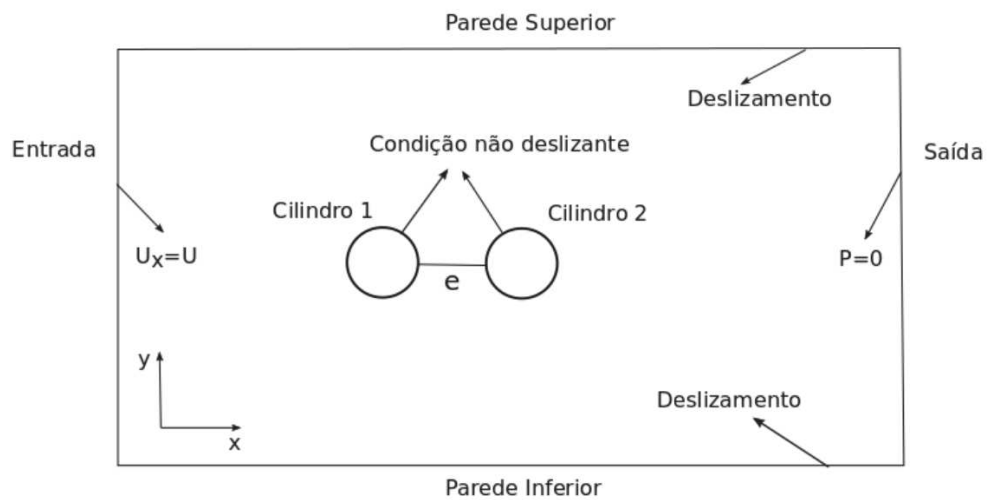 Parede Superior
Deslizamento
Entrada
Condição não deslizante
Saída
Cilindro 1
Cilindro 2
Ux=U
P=0
e
y
x
Deslizamento
Parede Inferior